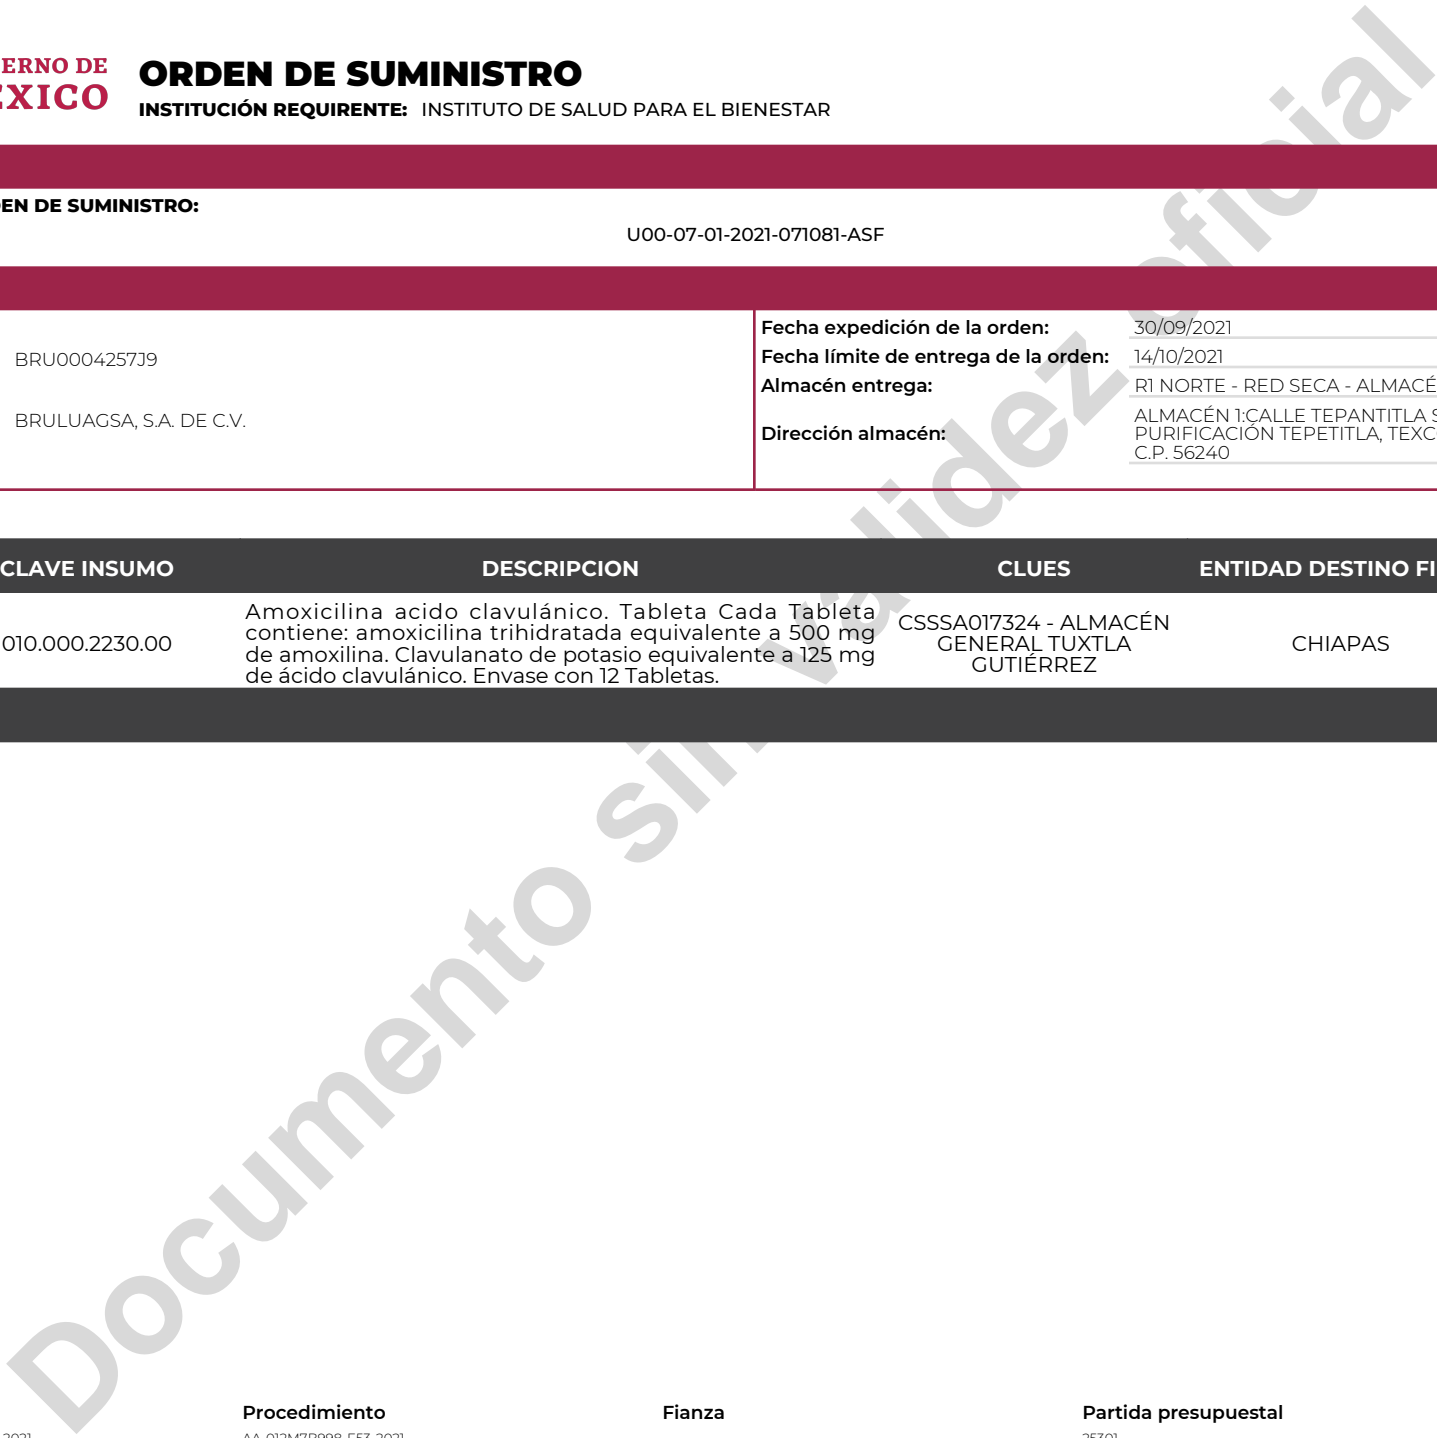 ERNO DE
EXICO
ORDEN DE SUMINISTRO
INSTITUCIÓN REQUIRENTE: INSTITUTO DE SALUD PARA EL BIENESTAR
EN DE SUMINISTRO:
U00-07-01-2021-071081-ASF
BRU0004257J9
BRULUAGSA, S.A. DE C.V.
Fecha expedición de la orden: 30/09/2021
Fecha límite de entrega de la orden: 14/10/2021
Almacén entrega: R1 NORTE - RED SECA - ALMACÉ
Dirección almacén:
ALMACÉN 1:CALLE TEPANTITLA S
PURIFICACIÓN TEPETITLA, TEXC
C.P. 56240
CLAVE INSUMO DESCRIPCION CLUES ENTIDAD DESTINO FI
010.000.2230.00
Amoxicilina acido clavulánico. Tableta Cada Tableta
contiene: amoxicilina trihidratada equivalente a 500 mg
de amoxilina. Clavulanato de potasio equivalente a 125 mg
de ácido clavulánico. Envase con 12 Tabletas.
CSSSA017324 - ALMACÉN
GENERAL TUXTLA
GUTIÉRREZ
CHIAPAS
Documento sin validez oficial
Procedimiento Fianza Partida presupuestal